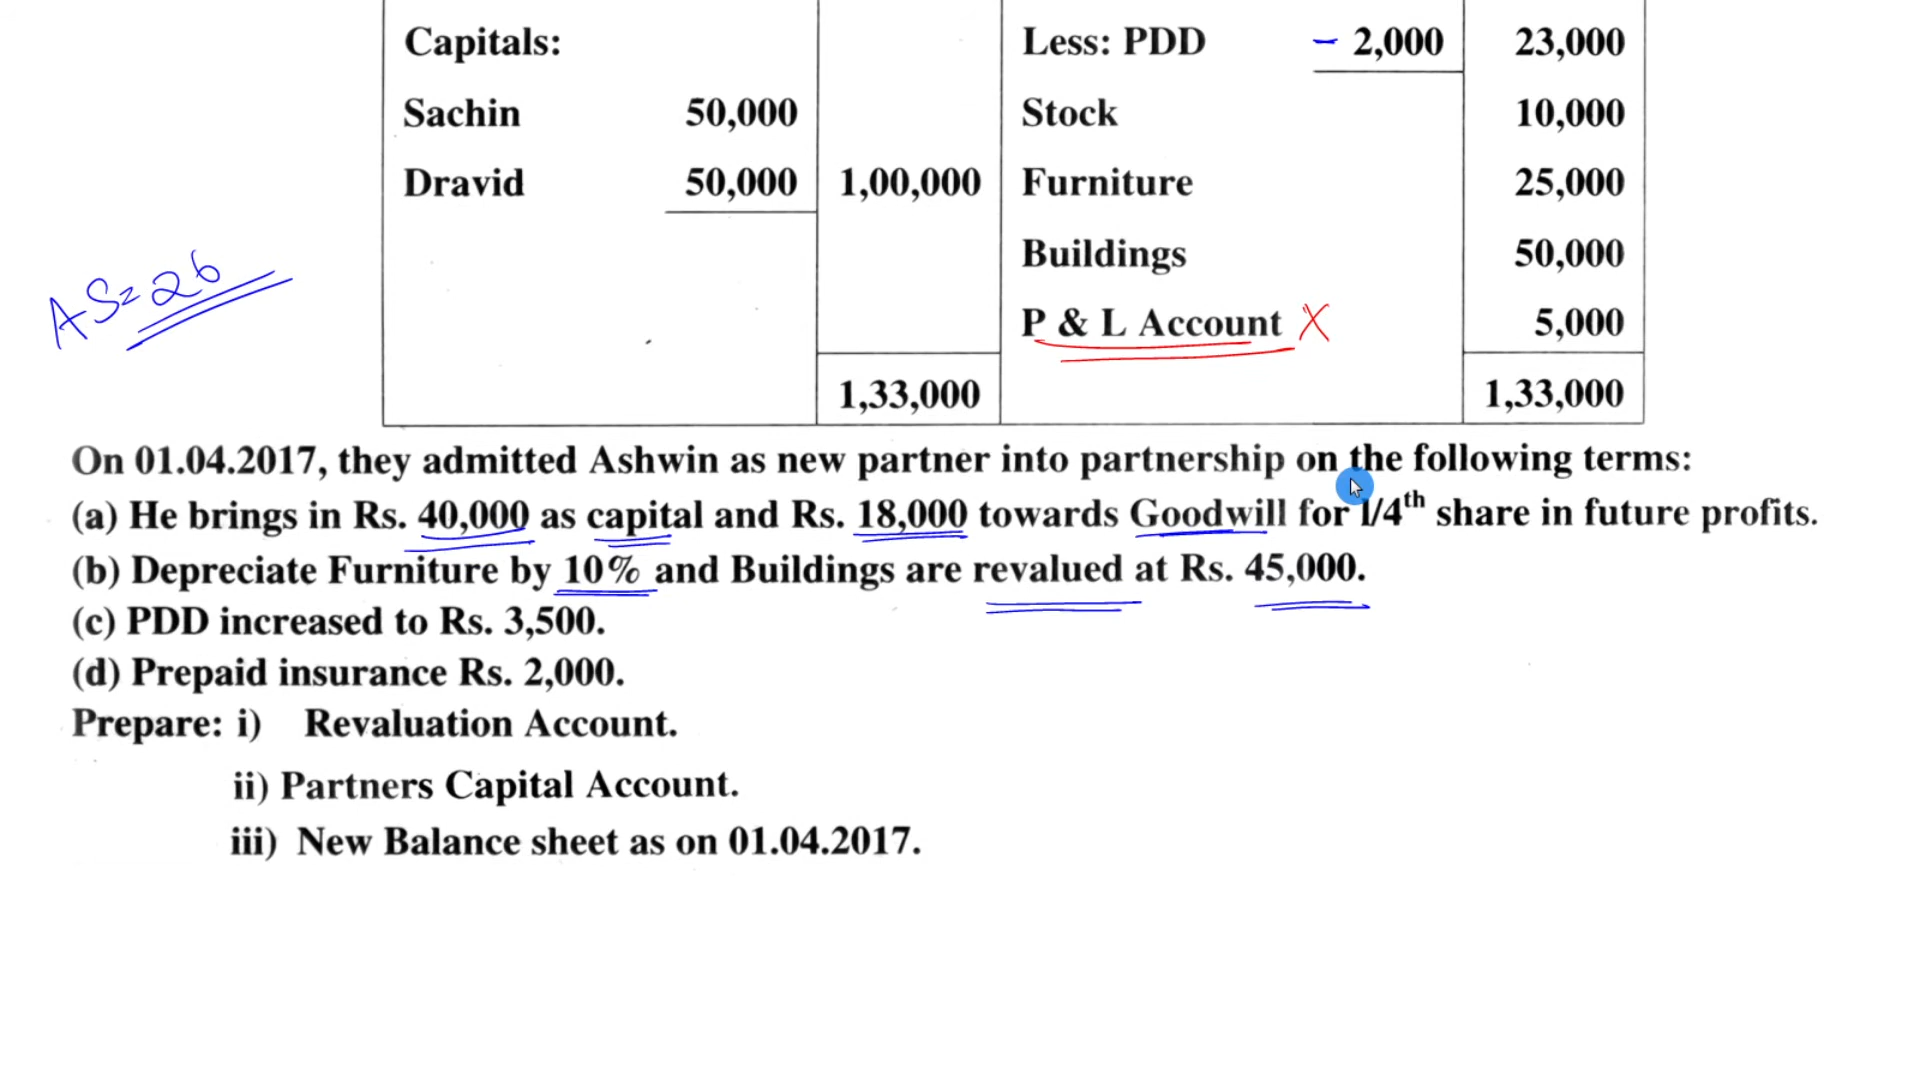 Capitals: Less: PDD - 2,000 23,000
Sachin 50,000 Stock 10,000
Dravid 50,000 1,00,000 Furniture 25,000
Buildings 50,000
AS=26
P & L Account X 5,000
1,33,000 1,33,000
On 01.04.2017, they admitted Ashwin as new partner into partnership on the following terms:
(a) He brings in Rs. 40,000 as capital and Rs. 18,000 towards Goodwill for 1/4th share in future profits.
(b) Depreciate Furniture by 10% and Buildings are revalued at Rs. 45,000.
(c) PDD increased to Rs. 3,500.
(d) Prepaid insurance Rs. 2,000.
Prepare: i) Revaluation Account.
ii) Partners Capital Account.
iii) New Balance sheet as on 01.04.2017.